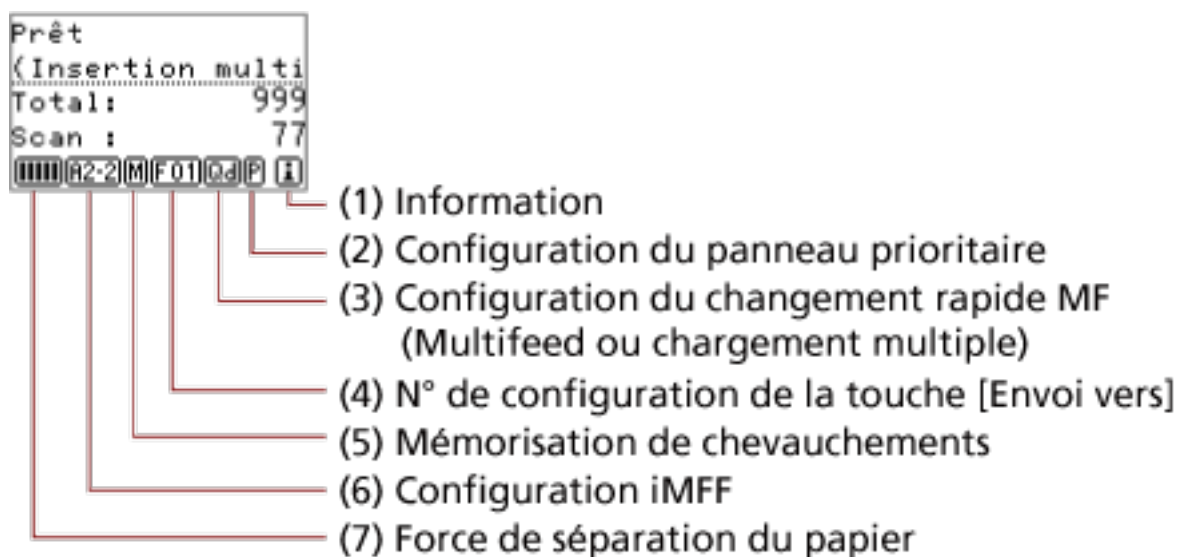 Prêt
(Insertion multi
Total: 999
Scan : 77
A2-2 M F 01 Qd P i
(1) Information
(2) Configuration du panneau prioritaire
(3) Configuration du changement rapide MF
(Multifeed ou chargement multiple)
(4) N° de configuration de la touche [Envoi vers]
(5) Mémorisation de chevauchements
(6) Configuration iMFF
(7) Force de séparation du papier